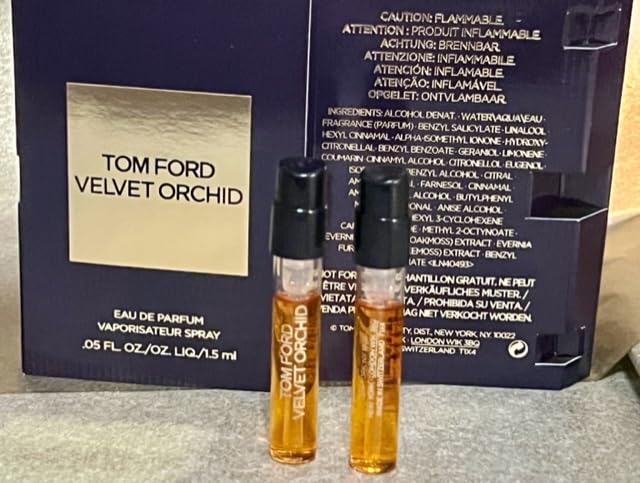 TOM FORD
VELVET ORCHID
EAU DE PARFUM
VAPORISATEUR SPRAY
.05 FL. OZ./OZ. LIQ./1.5 ml
CAUTION: FLAMMABLE.
ATTENTION : PRODUIT INFLAMMABLE.
ACHTUNG: BRENNBAR.
ATTENZIONE: INFIAMMABILE.
ATENCIÓN: INFLAMABLE.
ATENÇÃO: INFLAMÁVEL.
OPGELET: ONTVLAMBAAR.
INGREDIENTS: ALCOHOL DENAT. • WATER\AQUA\EAU •
FRAGRANCE (PARFUM) • BENZYL SALICYLATE • LINALOOL •
HEXYL CINNAMAL • ALPHA-ISOMETHYL IONONE • HYDROXY-
CITRONELLAL • BENZYL BENZOATE • GERANIOL • LIMONENE •
COUMARIN • CINNAMYL ALCOHOL • CITRONELLOL • EUGENOL •
BENZYL ALCOHOL • CITRAL
FARNESOL • CINNAMAL •
ALCOHOL • BUTYLPHENYL
ANISE ALCOHOL •
HEXYL 3-CYCLOHEXENE
METHYL 2-OCTYNOATE •
(OAKMOSS) EXTRACT • EVERNIA
EXTRACT • BENZYL
<ILN40493>
NOT FOR
GRATUIT, NE PEUT
ÊTRE
VERKÄUFLICHES MUSTER. /
/ PROHIBIDA SU VENTA. /
MAG NIET VERKOCHT WORDEN.
© TOM
DIST., NEW YORK, N.Y. 10022
LONDON W1K 3BQ
SWITZERLAND T1X4
TOM FORD
VELVET ORCHID